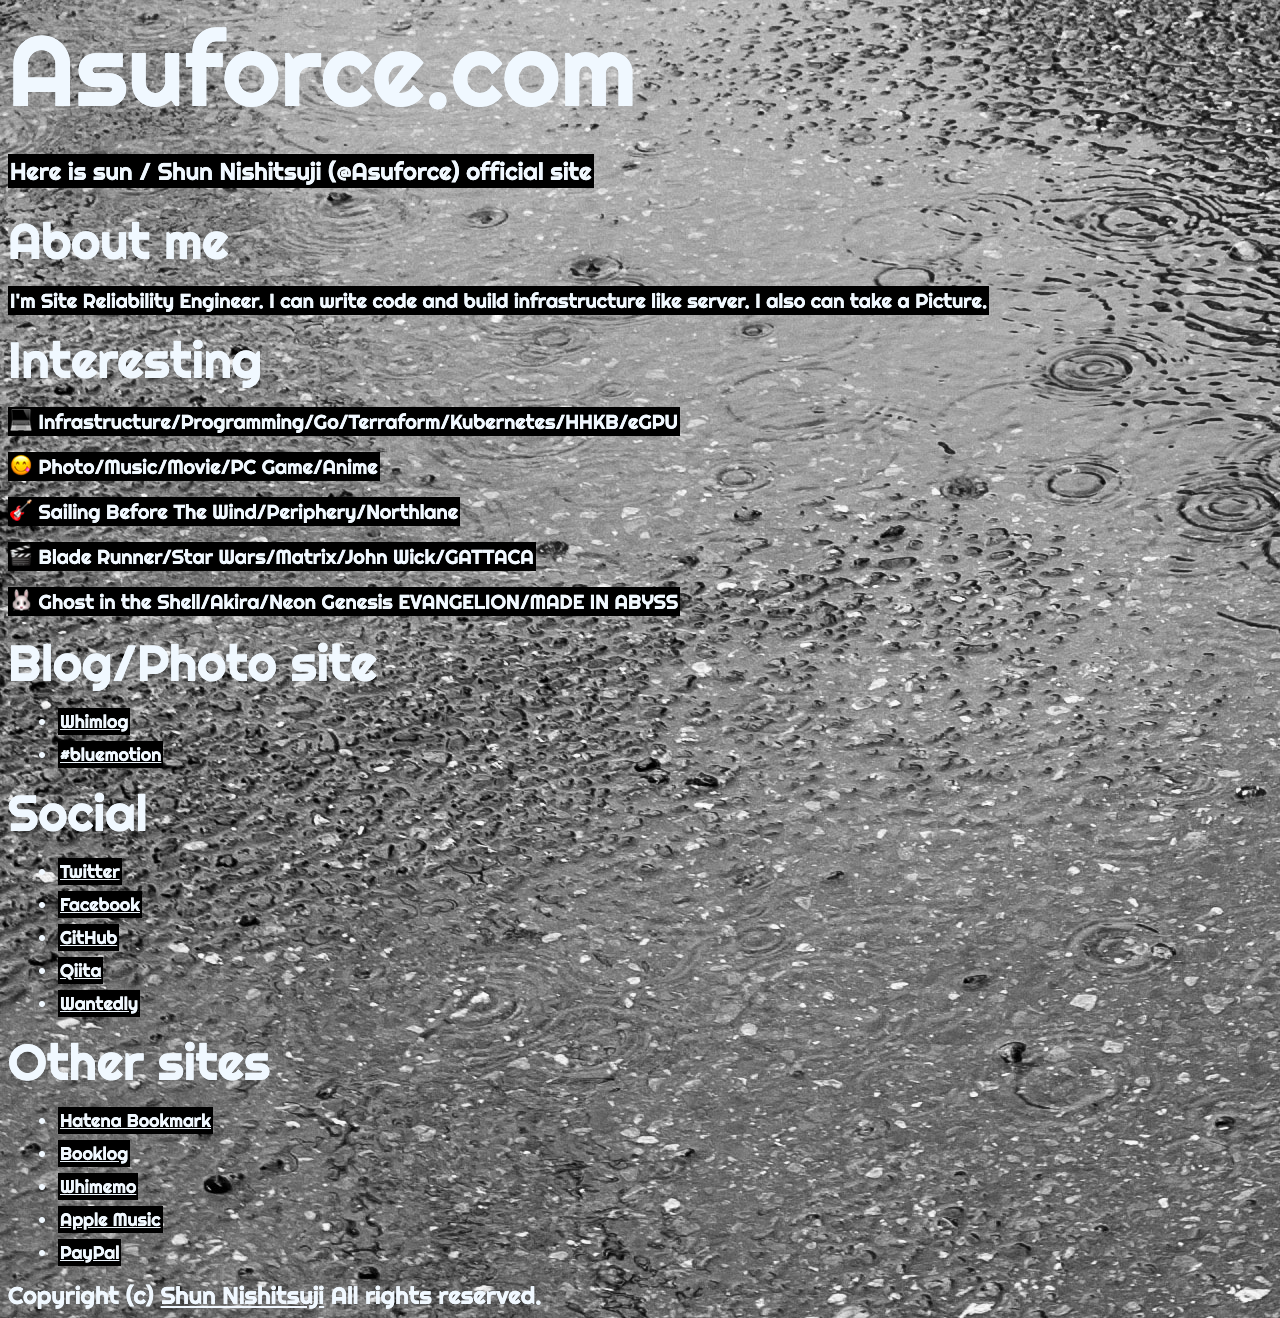 Asuforce.com
Here is sun / Shun Nishitsuji (@Asuforce) official site
About me
I'm Site Reliability Engineer. I can write code and build infrastructure like server. I also can take a Picture.
Interesting
💻 Infrastructure/Programming/Go/Terraform/Kubernetes/HHKB/eGPU
😋 Photo/Music/Movie/PC Game/Anime
🎸 Sailing Before The Wind/Periphery/Northlane
🎬 Blade Runner/Star Wars/Matrix/John Wick/GATTACA
🐰 Ghost in the Shell/Akira/Neon Genesis EVANGELION/MADE IN ABYSS
Blog/Photo site
• Whimlog
• #bluemotion
Social
• Twitter
• Facebook
• GitHub
• Qiita
• Wantedly
Other sites
• Hatena Bookmark
• Booklog
• Whimemo
• Apple Music
• PayPal
Copyright (c) Shun Nishitsuji All rights reserved.